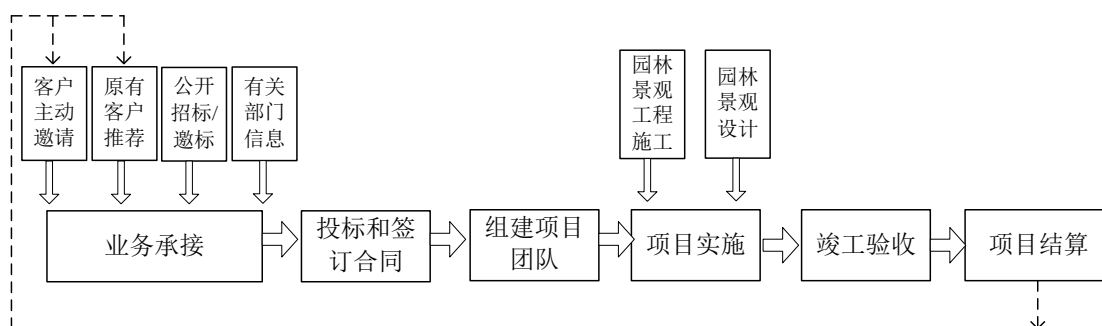 客户
主动
邀请
原有
客户
推荐
公开
招标/
邀标
有关
部门
信息
园林
景观
工程
施工
园林
景观
设计
业务承接
投标和签
订合同
组建项目
团队
项目实施
竣工验收
项目结算